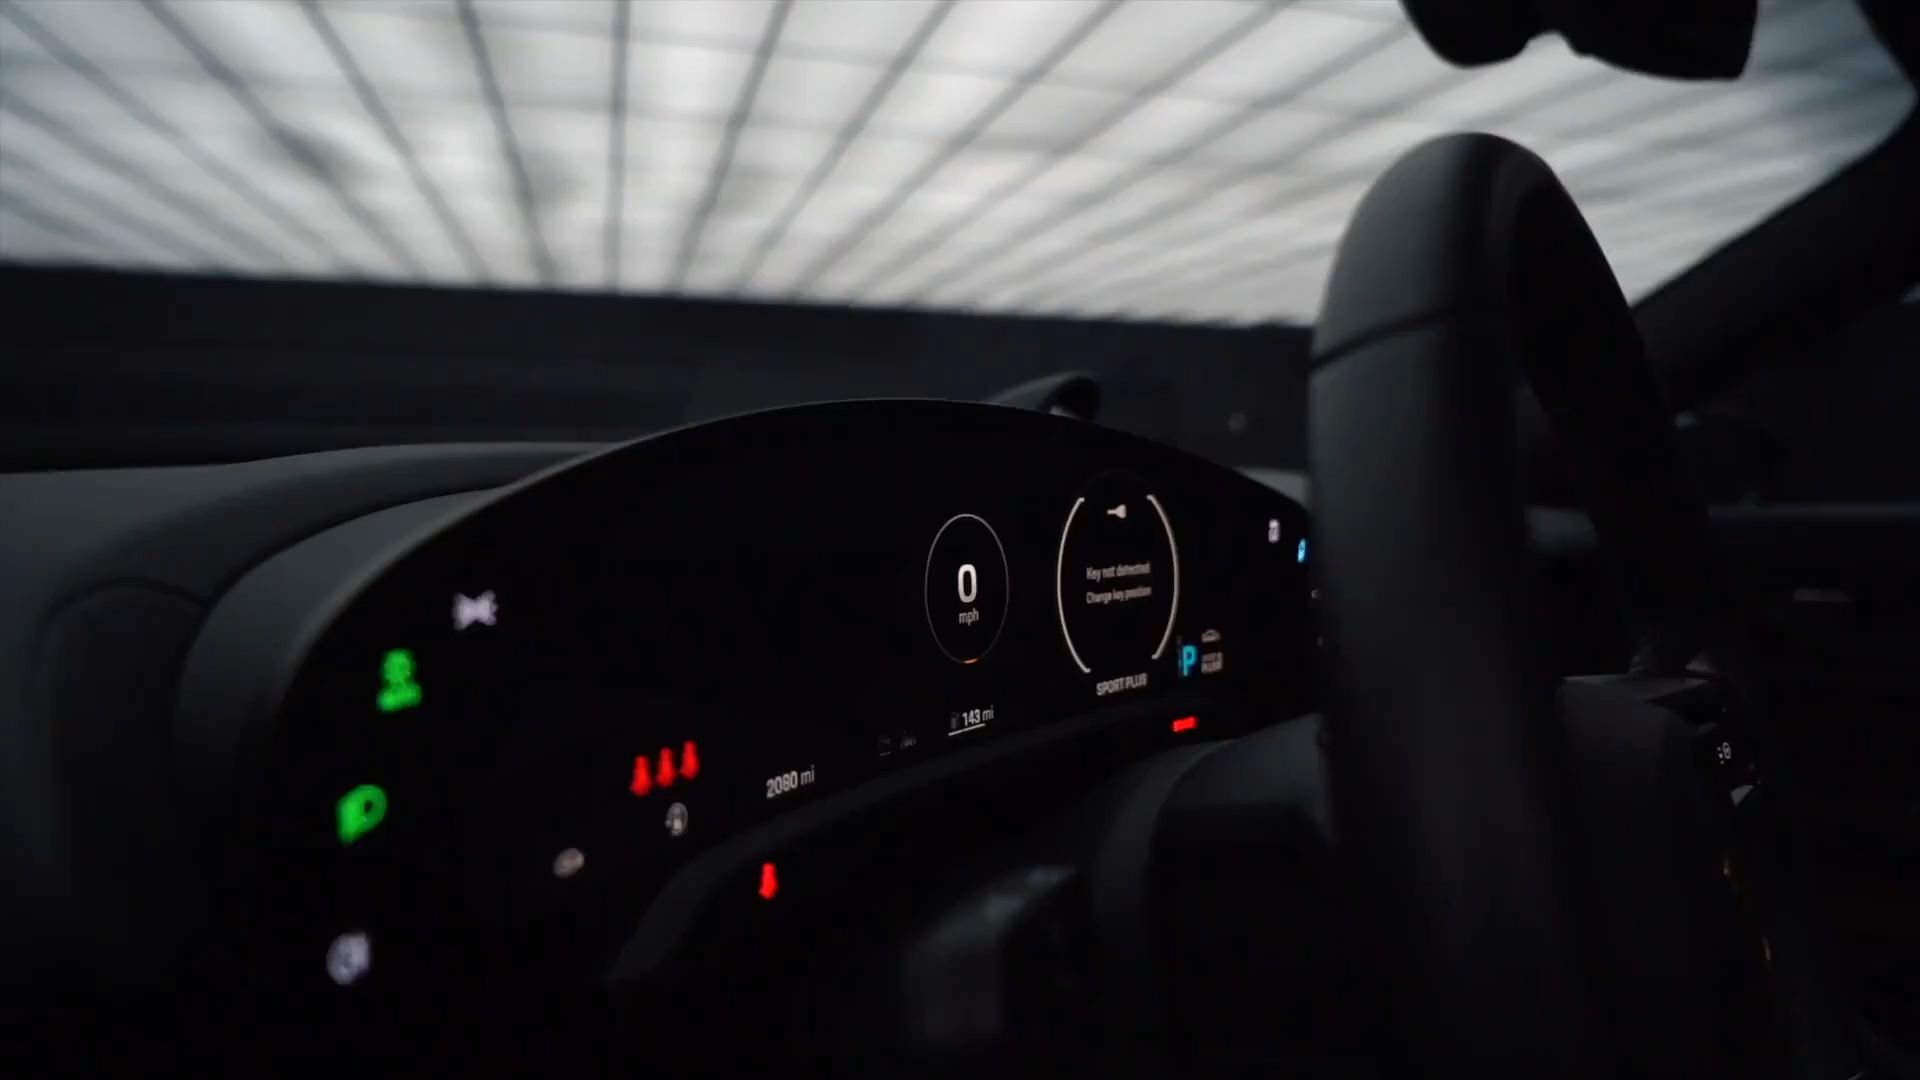 0
mph
Key not detected
Change key position
SPORT PLUS
P
143 mi
2080 mi